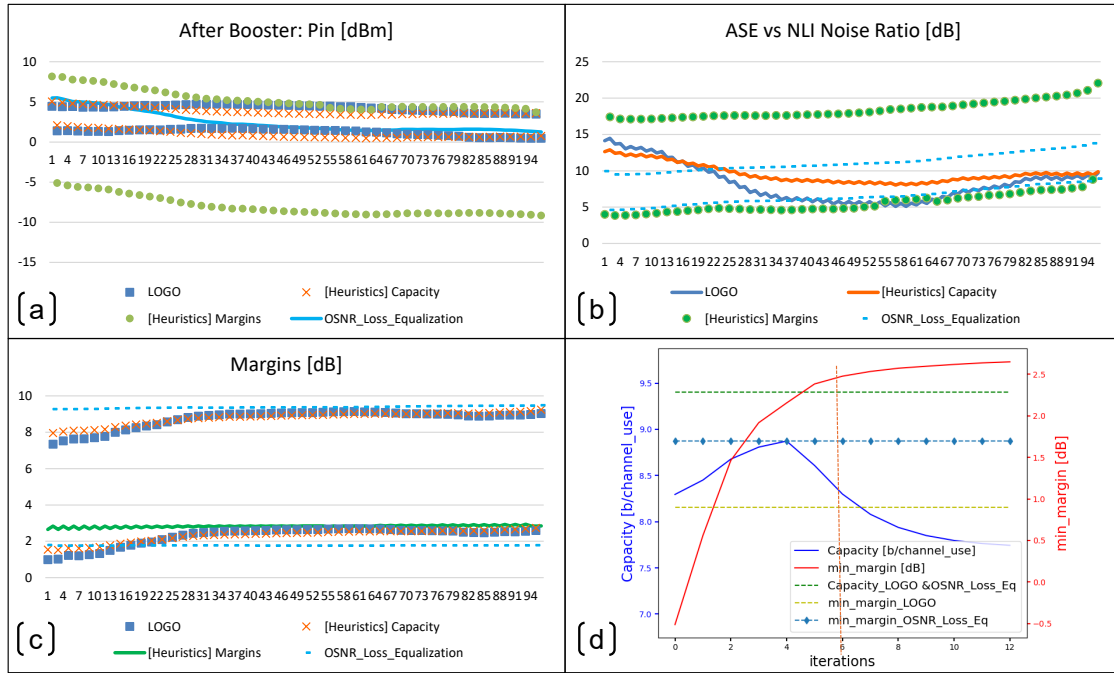 After Booster: Pin [dBm]
10
5
0
-5
-10
-15
1 4 7 10 13 16 19 22 25 28 31 34 37 40 43 46 49 52 55 58 61 64 67 70 73 76 79 82 85 88 91 94
LOGO
[Heuristics] Capacity
[Heuristics] Margins
OSNR_Loss_Equalization
[a]
ASE vs NLI Noise Ratio [dB]
25
20
15
10
5
0
1 4 7 10 13 16 19 22 25 28 31 34 37 40 43 46 49 52 55 58 61 64 67 70 73 76 79 82 85 88 91 94
LOGO
[Heuristics] Capacity
[Heuristics] Margins
OSNR_Loss_Equalization
[b]
Margins [dB]
10
8
6
4
2
0
1 4 7 10 13 16 19 22 25 28 31 34 37 40 43 46 49 52 55 58 61 64 67 70 73 76 79 82 85 88 91 94
LOGO
[Heuristics] Capacity
[Heuristics] Margins
OSNR_Loss_Equalization
[c]
Capacity [b/channel_use]
9.5
9.0
8.5
8.0
7.5
7.0
min_margin [dB]
2.5
2.0
1.5
1.0
0.5
0.0
−0.5
Capacity [b/channel_use]
min_margin [dB]
Capacity_LOGO &OSNR_Loss_Eq
min_margin_LOGO
min_margin_OSNR_Loss_Eq
0 2 4 6 8 10 12
iterations
[d]